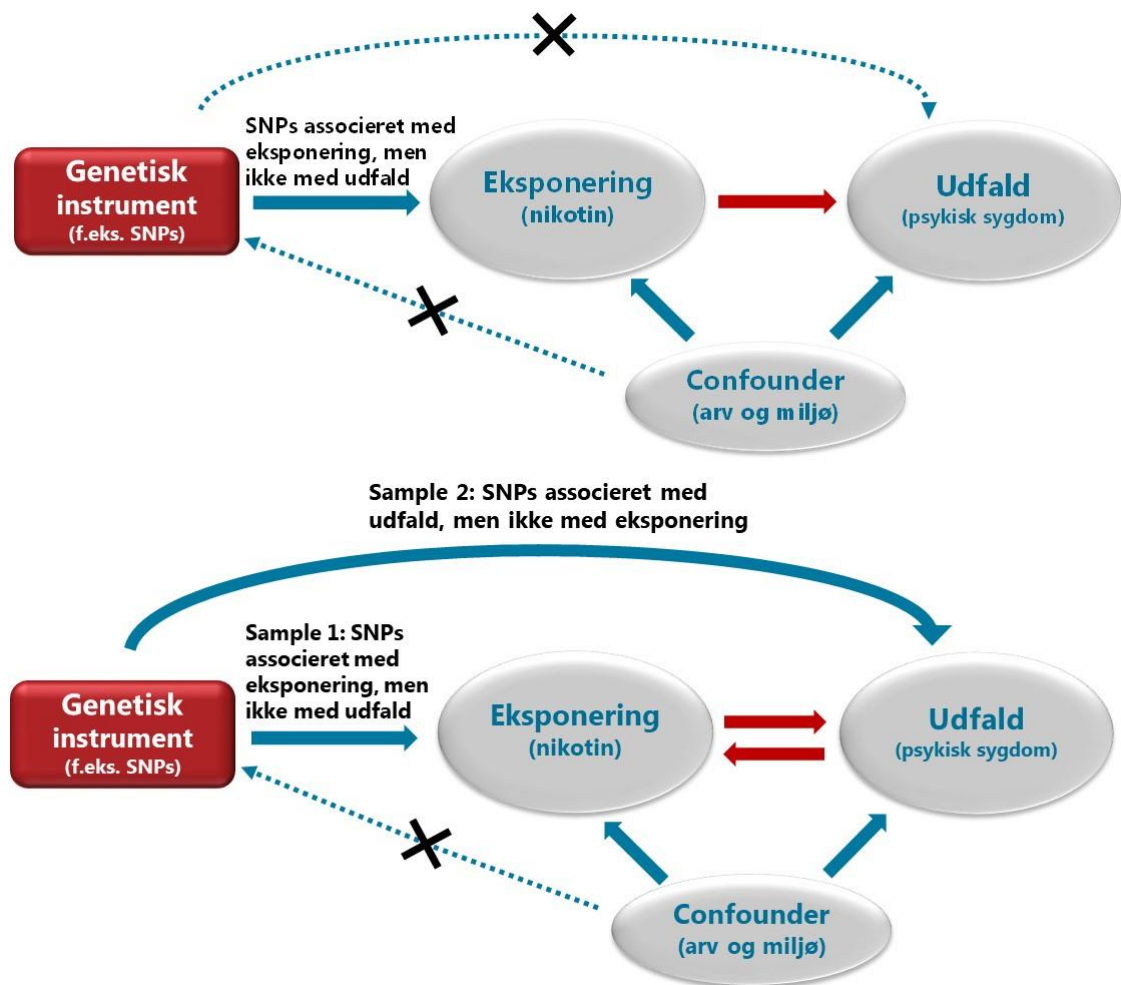 SNPs associeret med
eksponering, men
ikke med udfald
Genetisk
instrument
(f.eks. SNPs)
Eksponering
(nikotin)
Udfald
(psykisk sygdom)
Confounder
(arv og miljø)
Sample 2: SNPs associeret med
udfald, men ikke med eksponering
Sample 1: SNPs
associeret med
eksponering, men
ikke med udfald
Genetisk
instrument
(f.eks. SNPs)
Eksponering
(nikotin)
Udfald
(psykisk sygdom)
Confounder
(arv og miljø)